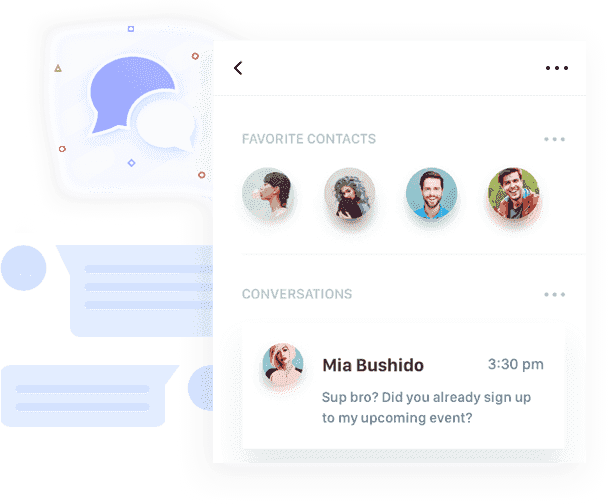 FAVORITE CONTACTS
CONVERSATIONS
Mia Bushido 3:30 pm
Sup bro? Did you already sign up
to my upcoming event?